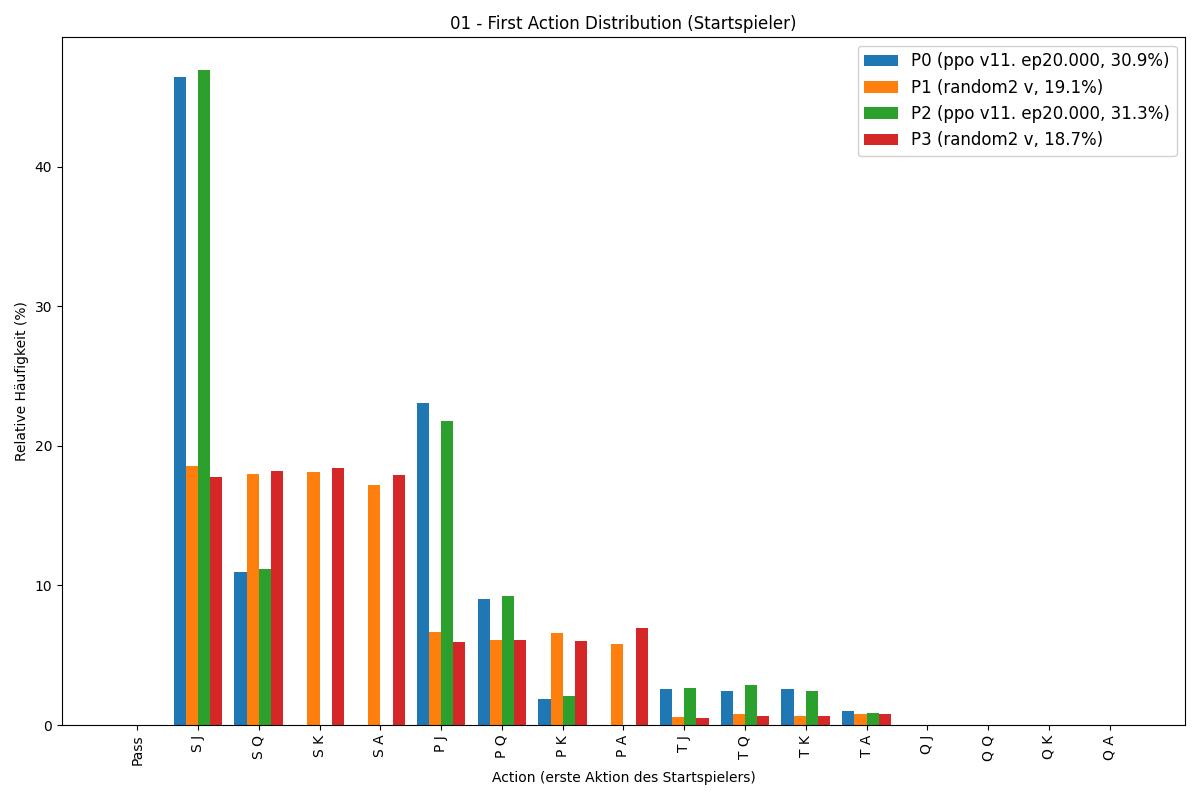 01 - First Action Distribution (Startspieler)
P0 (ppo v11. ep20.000, 30.9%)
P1 (random2 v, 19.1%)
P2 (ppo v11. ep20.000, 31.3%)
P3 (random2 v, 18.7%)
Relative Häufigkeit (%)
40
30
20
10
0
Pass
S J
S Q
S K
S A
P J
P Q
P K
P A
T J
T Q
T K
T A
Q J
Q Q
Q K
Q A
Action (erste Aktion des Startspielers)